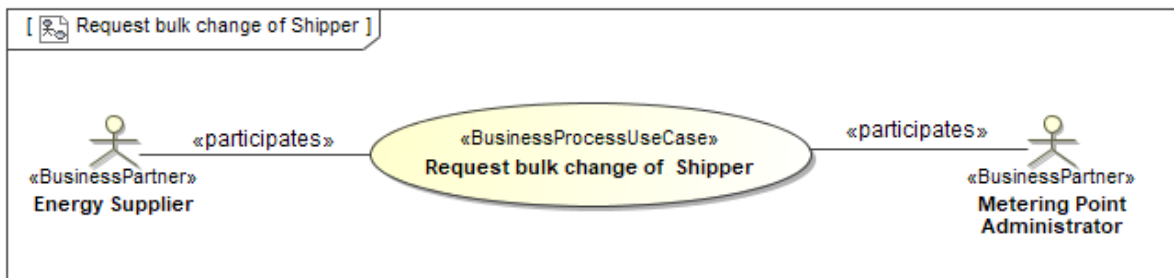 [ Request bulk change of Shipper ]
«participates»
«participates»
«BusinessProcessUseCase»
Request bulk change of  Shipper
«BusinessPartner»
Energy Supplier
«BusinessPartner»
Metering Point
Administrator